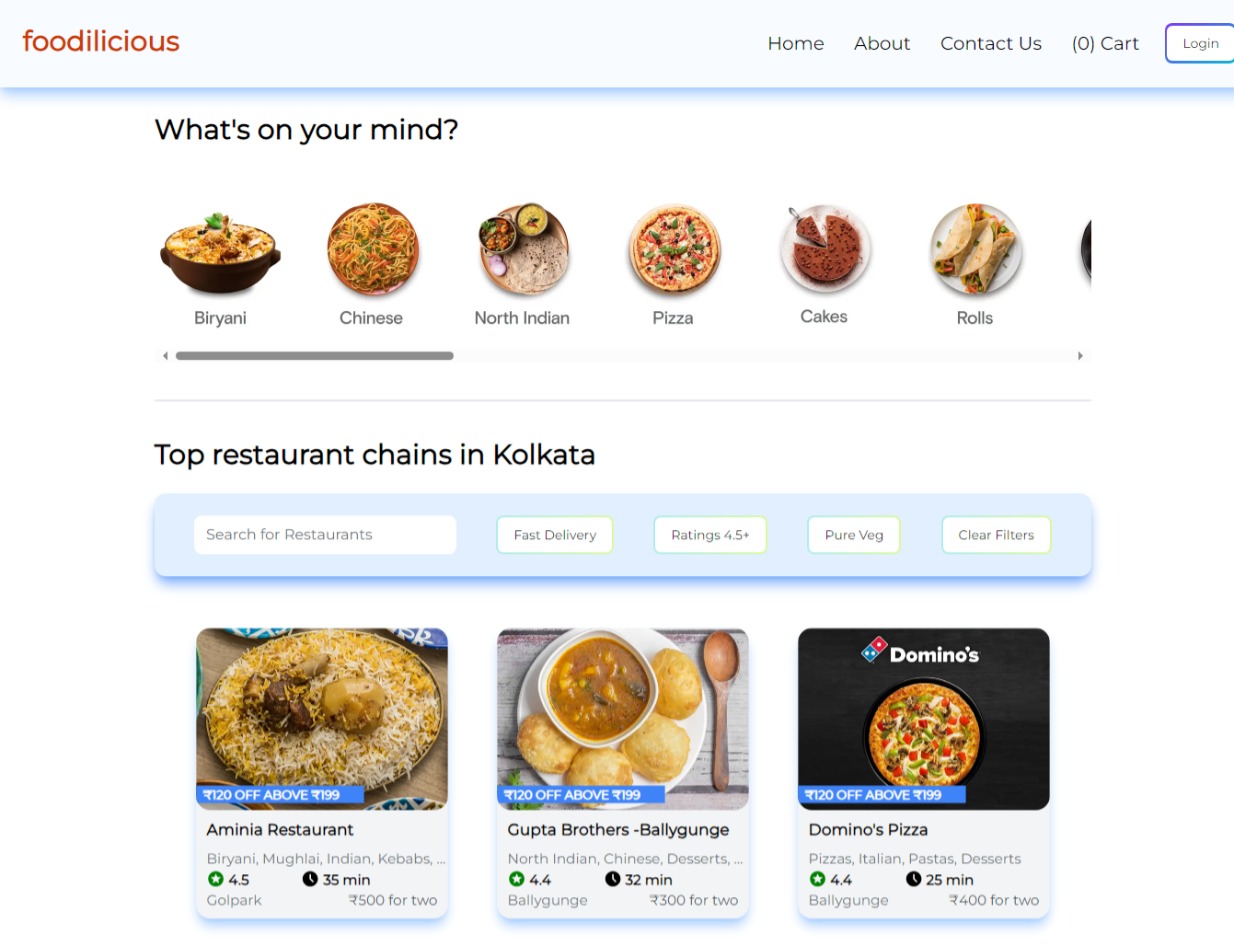 foodilicious
Home About Contact Us (0) Cart Login
What's on your mind?
Biryani Chinese North Indian Pizza Cakes Rolls
Top restaurant chains in Kolkata
Search for Restaurants Fast Delivery Ratings 4.5+ Pure Veg Clear Filters
Domino's
₹120 OFF ABOVE ₹199 ₹120 OFF ABOVE ₹199 ₹120 OFF ABOVE ₹199
Aminia Restaurant Gupta Brothers -Ballygunge Domino's Pizza
Biryani, Mughlai, Indian, Kebabs, ... North Indian, Chinese, Desserts, ... Pizzas, Italian, Pastas, Desserts
4.5 35 min 4.4 32 min 4.4 25 min
Golpark ₹500 for two Ballygunge ₹300 for two Ballygunge ₹400 for two